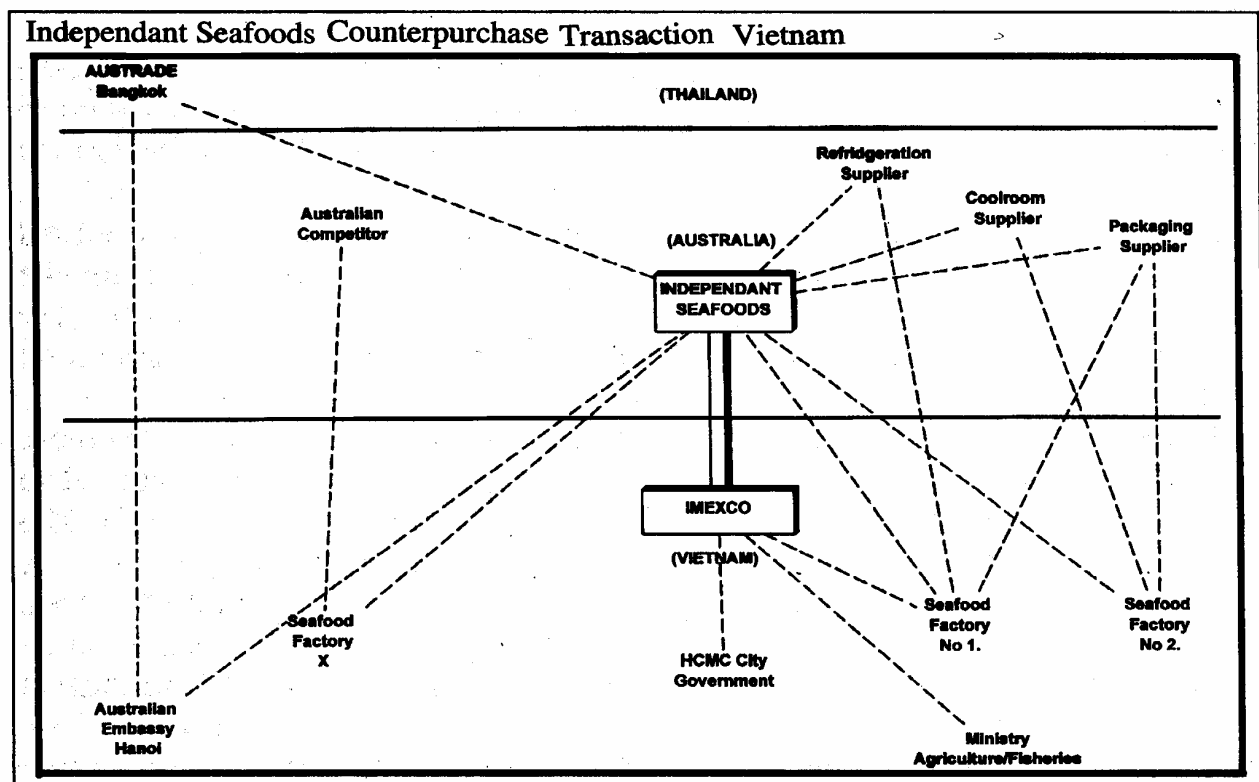 Independant Seafoods Counterpurchase Transaction Vietnam
AUSTRADE
Bangkok
(THAILAND)
Refridgeration
Supplier
Coolroom
Supplier
Australian
Competitor
Packaging
Supplier
(AUSTRALIA)
INDEPENDANT
SEAFOODS
IMEXCO
(VIETNAM)
Seafood
Factory
X
Seafood
Factory
No 1.
Seafood
Factory
No 2.
HCMC City
Government
Australian
Embassy
Hanoi
Ministry
Agriculture/Fisheries